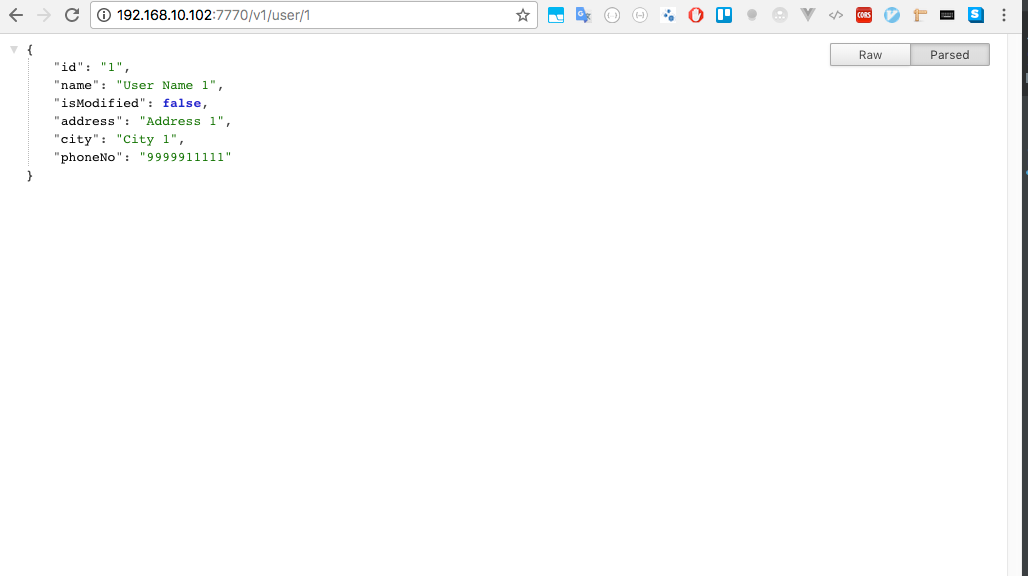 192.168.10.102:7770/v1/user/1
CORS
S
Raw
Parsed
{
"id": "1",
"name": "User Name 1",
"isModified": false,
"address": "Address 1",
"city": "City 1",
"phoneNo": "9999911111"
}